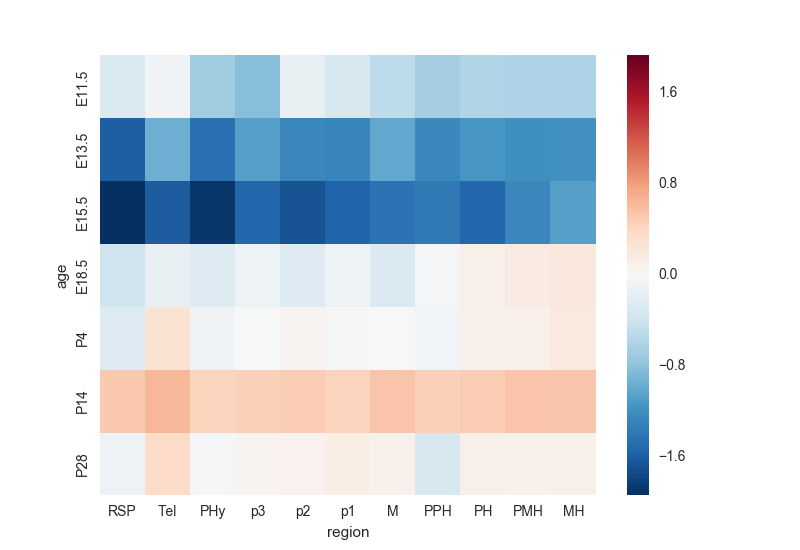 E11.5
E13.5
E15.5
E18.5
P4
P14
P28
age
RSP Tel PHy p3 p2 p1 M PPH PH PMH MH
region
1.6
0.8
0.0
−0.8
−1.6